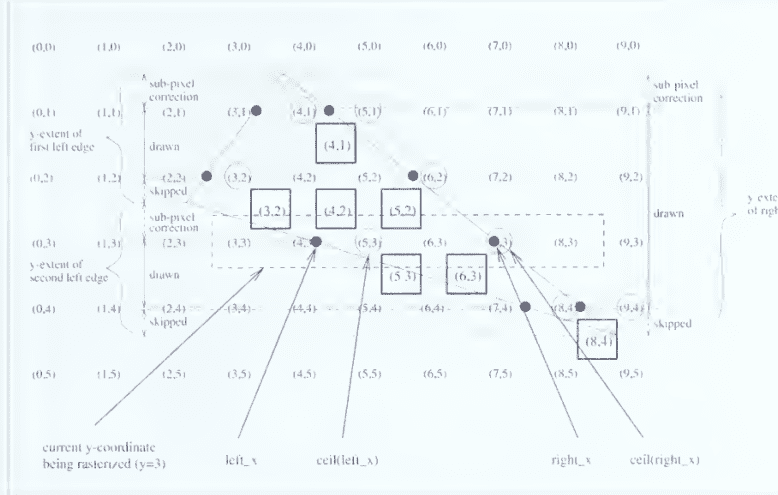 (0,0) (1,0) (2,0) (3,0) (4,0) (5,0) (6,0) (7,0) (8,0) (9,0)
sub-pixel
correction
sub pixel
correction
(0,1) (1,1) (2,1) (3,1) (4,1) (5,1) (6,1) (7,1) (8,1) (9,1)
y-extent of
first left edge
drawn
(4,1)
(0,2) (1,2) (2,2) (3,2) (4,2) (5,2) (6,2) (7,2) (8,2) (9,2)
skipped
y exte
of righ
(3,2) (4,2) (5,2)
sub-pixel
correction
drawn
(0,3) (1,3) (2,3) (3,3) (5,3) (6,3) (8,3) (9,3)
y-extent of
second left edge
drawn
(5,3) (6,3)
(0,4) (1,4) (2,4) (3,4) (4,4) (5,4) (6,4) (7,4) (8,4) (9,4)
skipped
skipped
(8,4)
(0,5) (1,5) (2,5) (3,5) (4,5) (5,5) (6,5) (7,5) (8,5) (9,5)
current y-coordinate
being rasterized (y=3)
left_x
ceil(left_x)
right_x
ceil(right_x)